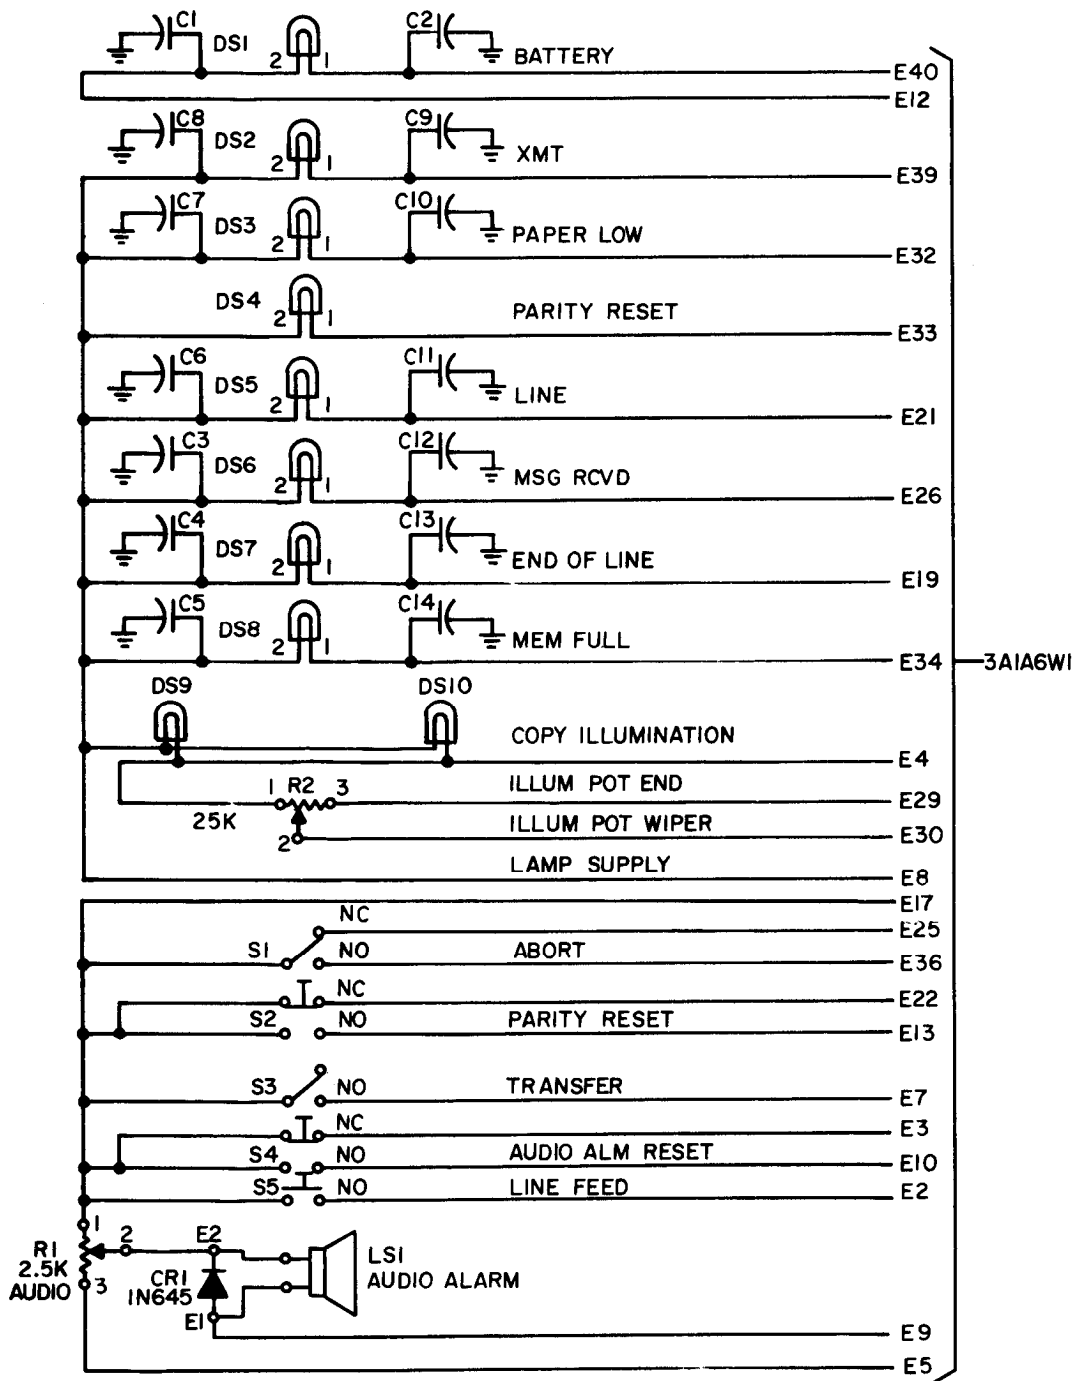 C1 DS1 C2
2 1 BATTERY E40
E12
C8 DS2 C9
2 1 XMT E39
C7 DS3 C10
2 1 PAPER LOW E32
DS4 2 1 PARITY RESET E33
C6 DS5 C11
2 1 LINE E21
C3 DS6 C12
2 1 MSG RCVD E26
C4 DS7 C13
2 1 END OF LINE E19
C5 DS8 C14
2 1 MEM FULL E34 3A1A6W1
DS9 DS10
COPY ILLUMINATION E4
1 R2 3 ILLUM POT END E29
25K
2 ILLUM POT WIPER E30
LAMP SUPPLY E8
E17
NC E25
S1 NO ABORT E36
NC E22
S2 NO PARITY RESET E13
S3 NO TRANSFER E7
NC E3
S4 NO AUDIO ALM RESET E10
S5 NO LINE FEED E2
1
2 E2
R1 LS1
2.5K CR1 AUDIO ALARM
AUDIO 3 1N645
E1
E9
E5